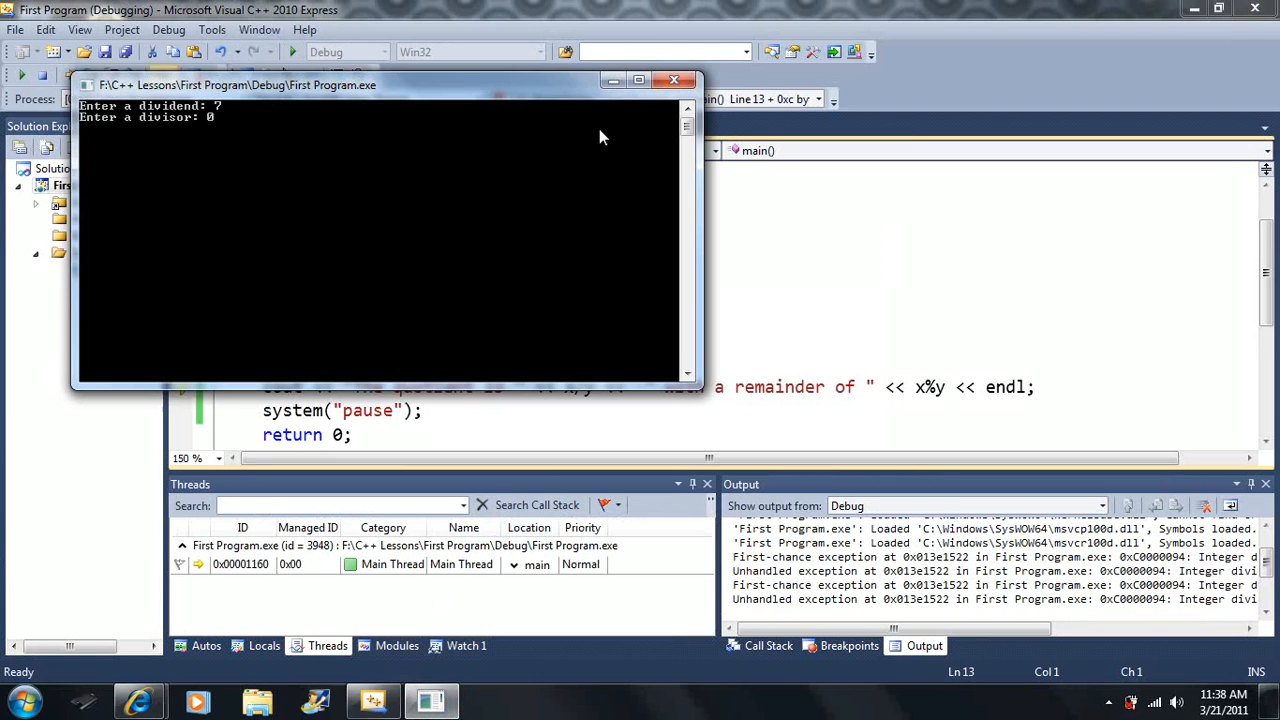 First Program (Debugging) - Microsoft Visual C++ 2010 Express
File Edit View Project Debug Tools Window Help
Debug Win32
Process:
F:\C++ Lessons\First Program\Debug\First Program.exe
Line 13 + 0xc by
Enter a dividend: 7
Enter a divisor: 0
Solution Exp
main()
Solutio
Firs
a remainder of " << x%y << endl;
system("pause");
return 0;
150 %
Threads
Search: Search Call Stack
ID Managed ID Category Name Location Priority
First Program.exe (id = 3948) : F:\C++ Lessons\First Program\Debug\First Program.exe
0x00001160 0x00 Main Thread Main Thread main Normal
Output
Show output from: Debug
'First Program.exe': Loaded 'C:\Windows\SysWOW64\msvcp100d.dll', Symbols loaded.
'First Program.exe': Loaded 'C:\Windows\SysWOW64\msvcp100d.dll', Symbols loaded.
First-chance exception at 0x013e1522 in First Program.exe: 0xC0000094: Integer divi
Unhandled exception at 0x013e1522 in First Program.exe: 0xC0000094: Integer divi
First-chance exception at 0x013e1522 in First Program.exe: 0xC0000094: Integer divi
Unhandled exception at 0x013e1522 in First Program.exe: 0xC0000094: Integer divi
Autos Locals Threads Modules Watch 1
Call Stack Breakpoints Output
Ready Ln 13 Col 1 Ch 1 INS
11:38 AM
3/21/2011